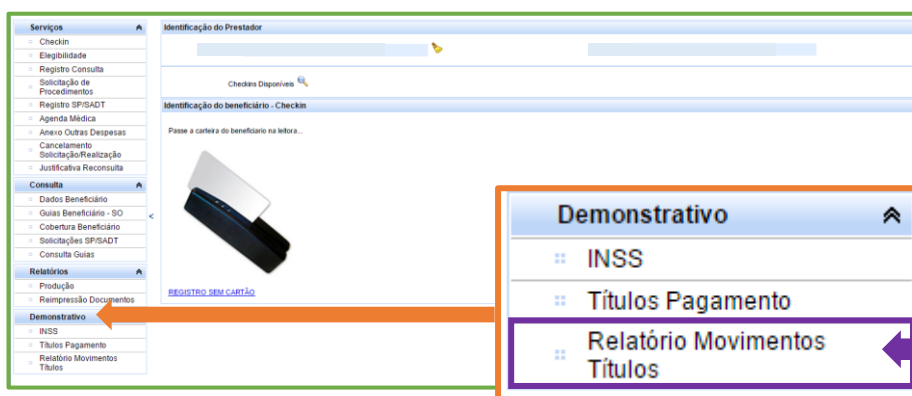 Serviços
Checkin
Elegibilidade
Registro Consulta
Solicitação de
Procedimentos
Registro SP/SADT
Agenda Médica
Anexo Outras Despesas
Cancelamento
Solicitação/Realização
Justificativa Reconsulta
Consulta
Dados Beneficiário
Guias Beneficiário - SO
Cobertura Beneficiário
Solicitações SP/SADT
Consulta Guias
Relatórios
Produção
Reimpressão Documentos
Demonstrativo
INSS
Títulos Pagamento
Relatório Movimentos
Títulos
<
Identificação do Prestador
Checkins Disponíveis
Identificação do beneficiário - Checkin
Passe a carteira do beneficiario na leitora...
REGISTRO SEM CARTÃO
Demonstrativo
INSS
Títulos Pagamento
Relatório Movimentos
Títulos